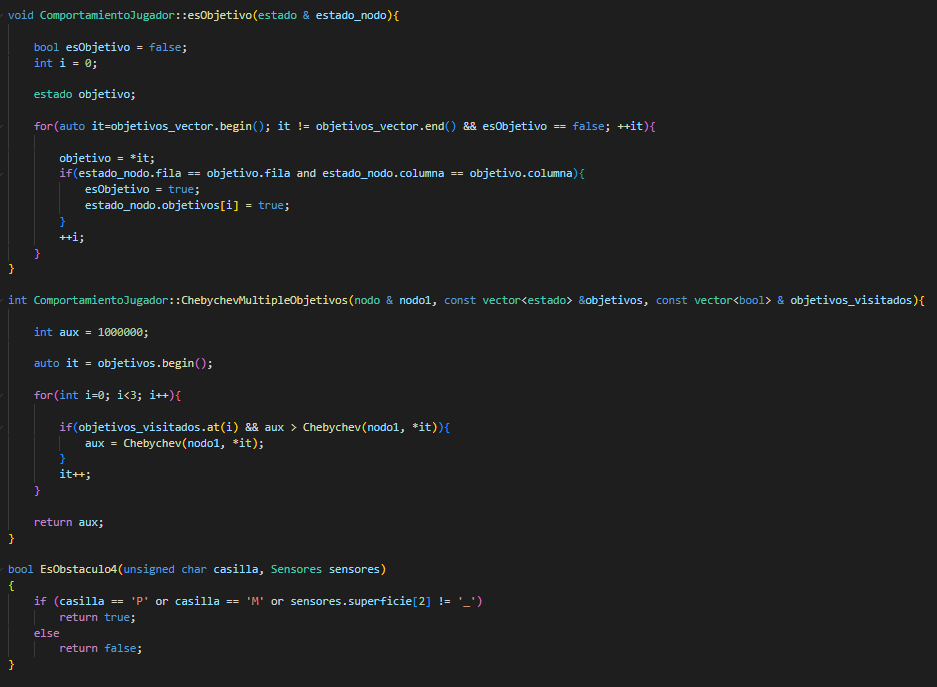 void ComportamientoJugador::esObjetivo(estado & estado_nodo){
bool esObjetivo = false;
int i = 0;
estado objetivo;
for(auto it=objetivos_vector.begin(); it != objetivos_vector.end() && esObjetivo == false; ++it){
objetivo = *it;
if(estado_nodo.fila == objetivo.fila and estado_nodo.columna == objetivo.columna){
esObjetivo = true;
estado_nodo.objetivos[i] = true;
}
++i;
}
}
int ComportamientoJugador::ChebychevMultipleObjetivos(nodo & nodo1, const vector<estado> &objetivos, const vector<bool> & objetivos_visitados){
int aux = 1000000;
auto it = objetivos.begin();
for(int i=0; i<3; i++){
if(objetivos_visitados.at(i) && aux > Chebychev(nodo1, *it)){
aux = Chebychev(nodo1, *it);
}
it++;
}
return aux;
}
bool EsObstaculo4(unsigned char casilla, Sensores sensores)
{
if (casilla == 'P' or casilla == 'M' or sensores.superficie[2] != '_')
return true;
else
return false;
}